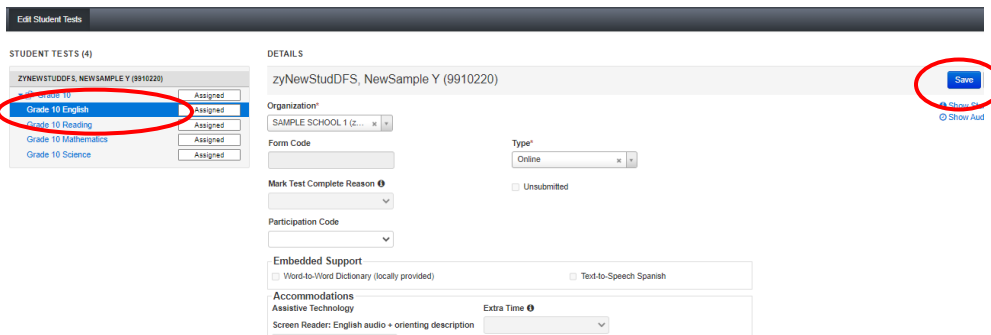 Edit Student Tests
STUDENT TESTS (4)
ZYNEWSTUDDFS, NEWSAMPLE Y (9910220)
Grade 10 Assigned
Grade 10 English Assigned
Grade 10 Reading Assigned
Grade 10 Mathematics Assigned
Grade 10 Science Assigned
DETAILS
zyNewStudDFS, NewSample Y (9910220)
Save
Show
Show Aud
Organization*
SAMPLE SCHOOL 1 (z... x
Form Code
Type*
Online x
Mark Test Complete Reason
Unsubmitted
Participation Code
Embedded Support
Word-to-Word Dictionary (locally provided)
Text-to-Speech Spanish
Accommodations
Assistive Technology
Extra Time
Screen Reader: English audio + orienting description